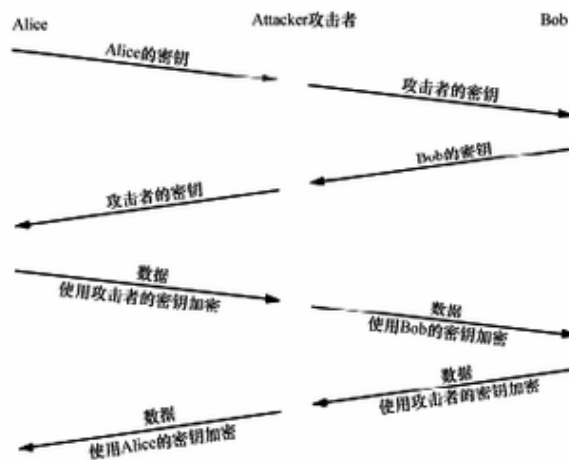 Alice
Attacker攻击者
Bob
Alice的密钥
攻击者的密钥
Bob的密钥
攻击者的密钥
数据
使用攻击者的密钥加密
数据
使用Bob的密钥加密
数据
使用攻击者的密钥加密
数据
使用Alice的密钥加密